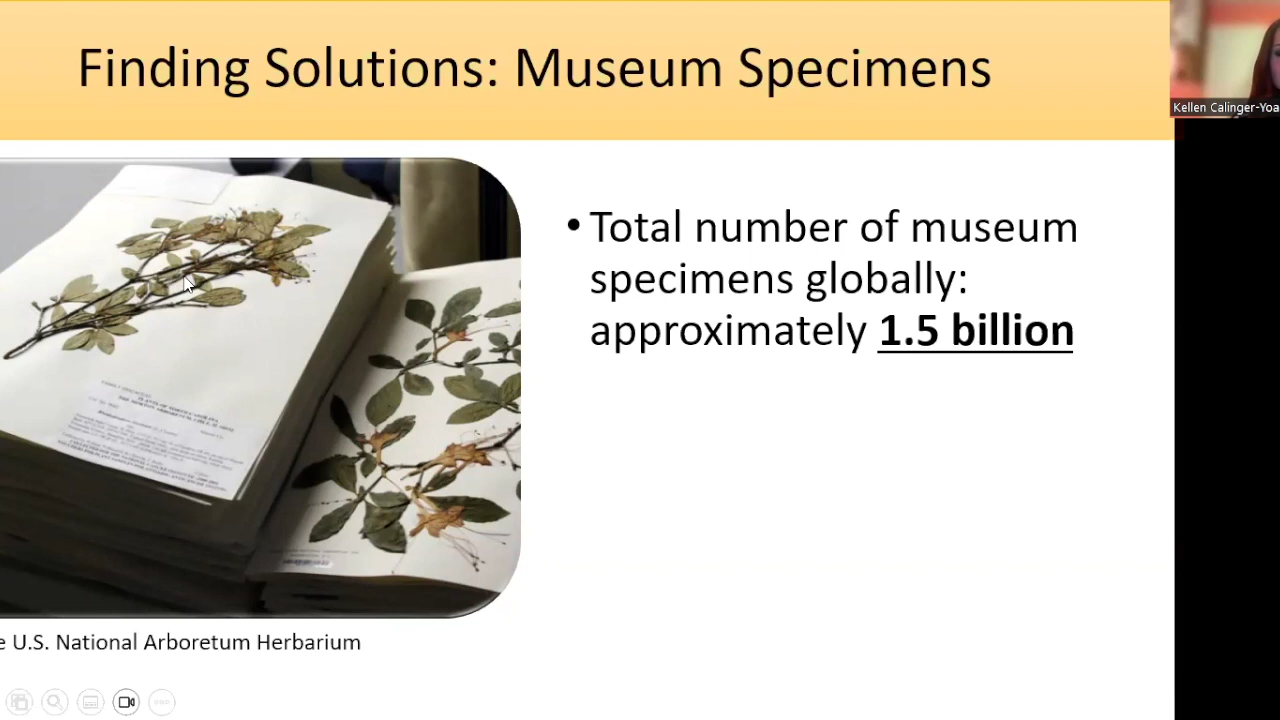 Finding Solutions: Museum Specimens
Kellen Calinger-Yoa
• Total number of museum
specimens globally:
approximately 1.5 billion
e U.S. National Arboretum Herbarium